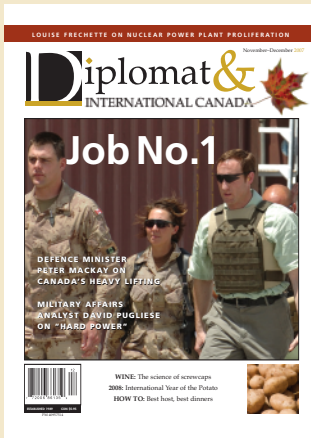 LOUISE FRECHETTE ON NUCLEAR POWER PLANT PROLIFERATION
November–December 2007
Diplomat&
INTERNATIONAL CANADA
Job No.1
DEFENCE MINISTER
PETER MACKAY ON
CANADA'S HEAVY LIFTING
MILITARY AFFAIRS
ANALYST DAVID PUGLIESE
ON “HARD POWER”
WINE: The science of screwcaps
2008: International Year of the Potato
HOW TO: Best host, best dinners
ESTABLISHED 1989